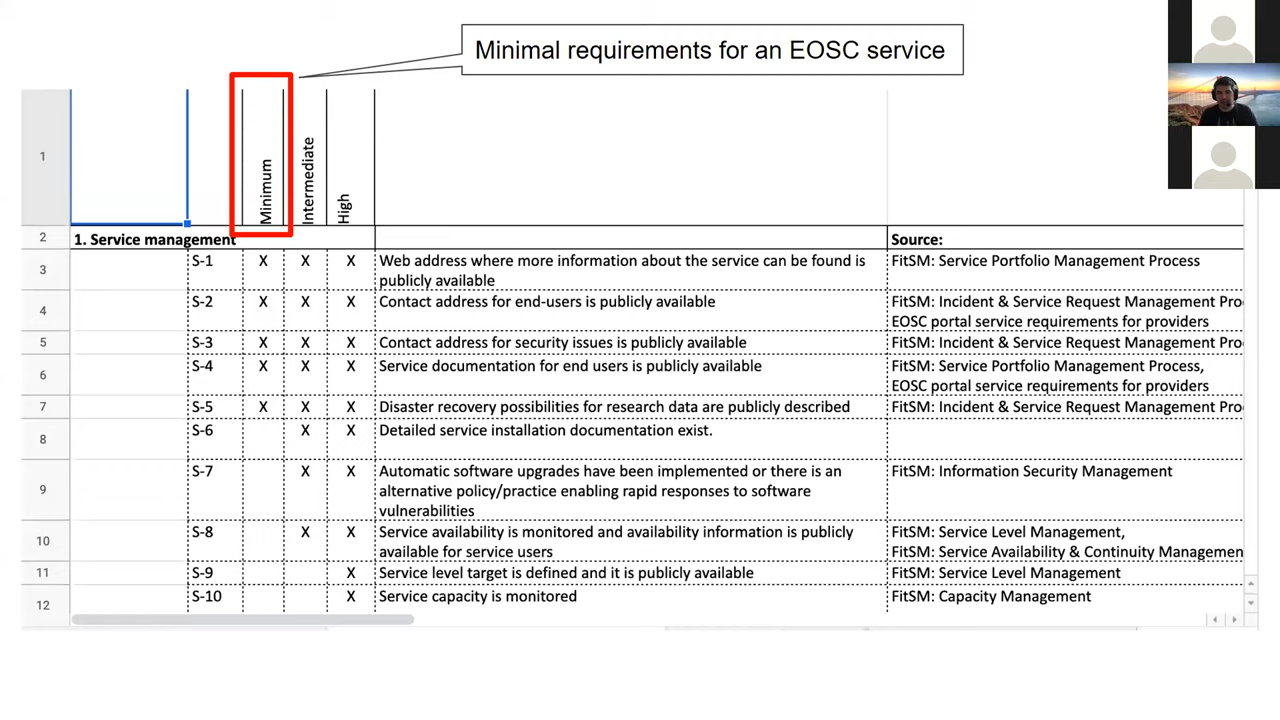 Minimal requirements for an EOSC service
1
Minimum
Intermediate
High
2
1. Service management
Source:
3
S-1
X
X
X
Web address where more information about the service can be found is
publicly available
FitSM: Service Portfolio Management Process
4
S-2
X
X
X
Contact address for end-users is publicly available
FitSM: Incident & Service Request Management Pro
EOSC portal service requirements for providers
5
S-3
X
X
X
Contact address for security issues is publicly available
FitSM: Incident & Service Request Management Pro
6
S-4
X
X
X
Service documentation for end users is publicly available
FitSM: Service Portfolio Management Process,
EOSC portal service requirements for providers
7
S-5
X
X
X
Disaster recovery possibilities for research data are publicly described
FitSM: Incident & Service Request Management Pro
8
S-6
X
X
Detailed service installation documentation exist.
9
S-7
X
X
Automatic software upgrades have been implemented or there is an
alternative policy/practice enabling rapid responses to software
vulnerabilities
FitSM: Information Security Management
10
S-8
X
X
Service availability is monitored and availability information is publicly
available for service users
FitSM: Service Level Management,
FitSM: Service Availability & Continuity Managemen
11
S-9
X
Service level target is defined and it is publicly available
FitSM: Service Level Management
12
S-10
X
Service capacity is monitored
FitSM: Capacity Management